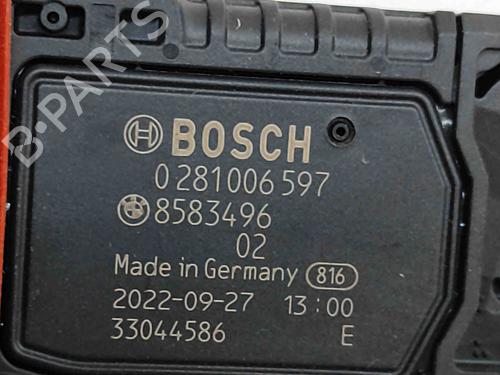 BOSCH
0 281 006 597
8583496
02
Made in Germany 816
2022-09-27 13:00
33044586 E
B-PARTS